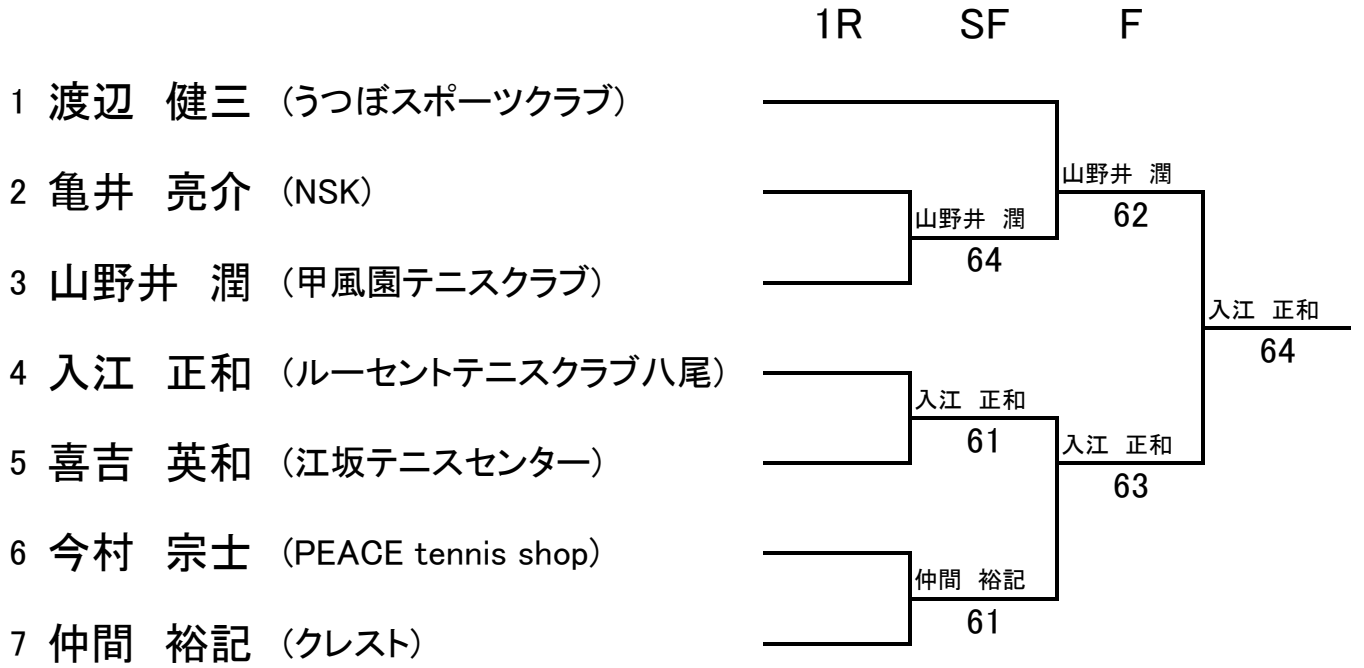 1R SF F
1 渡辺 健三 (うつぼスポーツクラブ)
2 亀井 亮介 (NSK)
山野井 潤
62
山野井 潤
64
3 山野井 潤 (甲風園テニスクラブ)
入江 正和
64
4 入江 正和 (ルーセントテニスクラブ八尾)
入江 正和
61
5 喜吉 英和 (江坂テニスセンター)
入江 正和
63
6 今村 宗士 (PEACE tennis shop)
仲間 裕記
61
7 仲間 裕記 (クレスト)